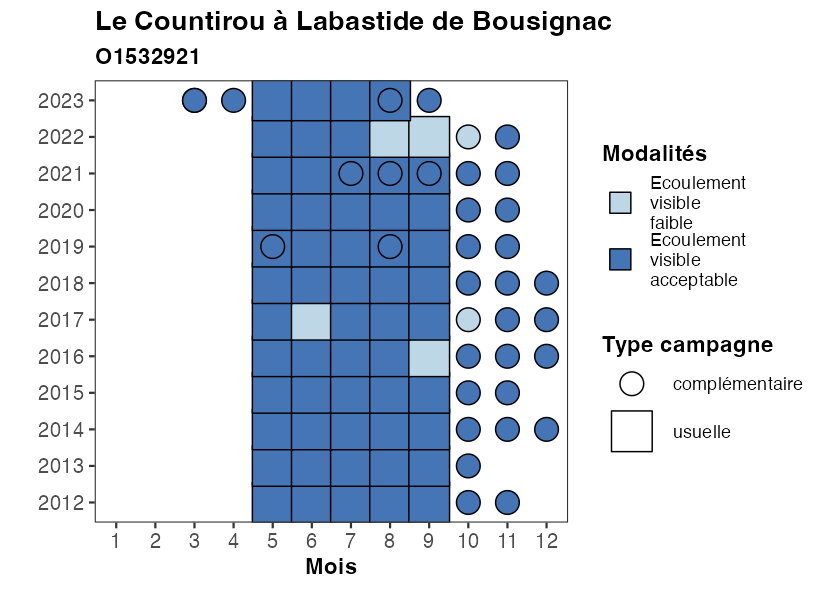 Le Countirou à Labastide de Bousignac
O1532921
2023
2022
2021
2020
2019
2018
2017
2016
2015
2014
2013
2012
1 2 3 4 5 6 7 8 9 10 11 12
Mois
Modalités
Ecoulement
visible
faible
Ecoulement
visible
acceptable
Type campagne
complémentaire
usuelle